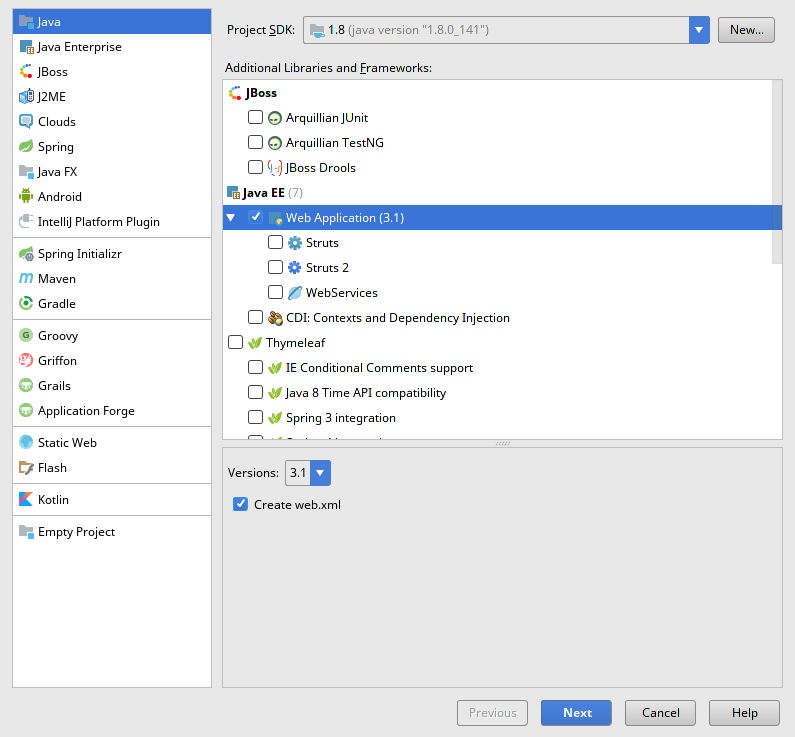 Java
Java Enterprise
JBoss
J2ME
Clouds
Spring
Java FX
Android
IntelliJ Platform Plugin
Spring Initializr
Maven
Gradle
Groovy
Griffon
Grails
Application Forge
Static Web
Flash
Kotlin
Empty Project
Project SDK: 1.8 (java version "1.8.0_141") New...
Additional Libraries and Frameworks:
JBoss
Arquillian JUnit
Arquillian TestNG
JBoss Drools
Java EE (7)
Web Application (3.1)
Struts
Struts 2
WebServices
CDI: Contexts and Dependency Injection
Thymeleaf
IE Conditional Comments support
Java 8 Time API compatibility
Spring 3 integration
Versions: 3.1
Create web.xml
Previous Next Cancel Help